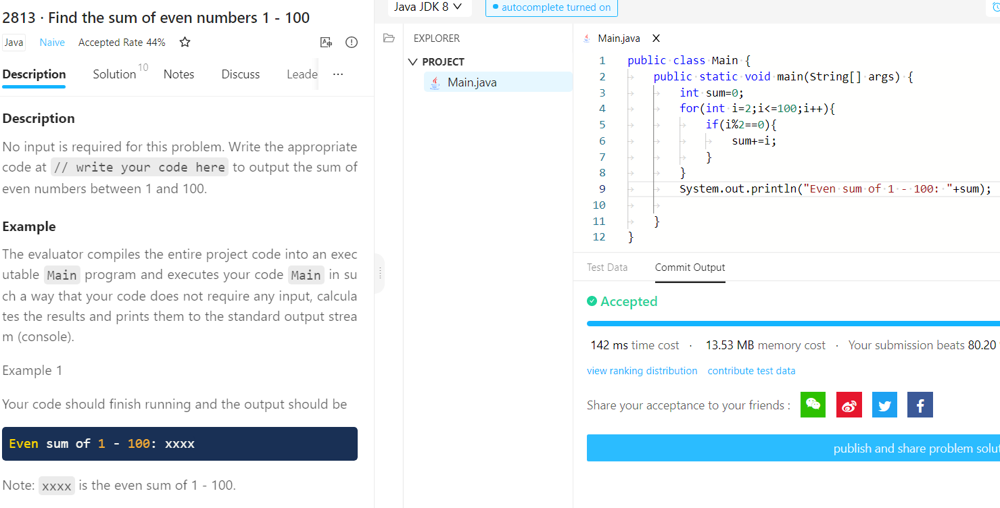 2813 · Find the sum of even numbers 1 - 100
Java Naive Accepted Rate 44%
Description Solution 10 Notes Discuss Leade ...
Description
No input is required for this problem. Write the appropriate
code at // write your code here to output the sum of
even numbers between 1 and 100.
Example
The evaluator compiles the entire project code into an exec
utable Main program and executes your code Main in su
ch a way that your code does not require any input, calcula
tes the results and prints them to the standard output strea
m (console).
Example 1
Your code should finish running and the output should be
Even sum of 1 - 100: xxxx
Note: xxxx is the even sum of 1 - 100.
Java JDK 8 autocomplete turned on
EXPLORER
PROJECT
Main.java
Main.java X
1 public class Main {
2 public static void main(String[] args) {
3 int sum=0;
4 for(int i=2;i<=100;i++){
5 if(i%2==0){
6 sum+=i;
7 }
8 }
9 System.out.println("Even sum of 1 - 100: "+sum);
10
11 }
12 }
Test Data Commit Output
Accepted
142 ms time cost · 13.53 MB memory cost · Your submission beats 80.20
view ranking distribution contribute test data
Share your acceptance to your friends :
publish and share problem solut